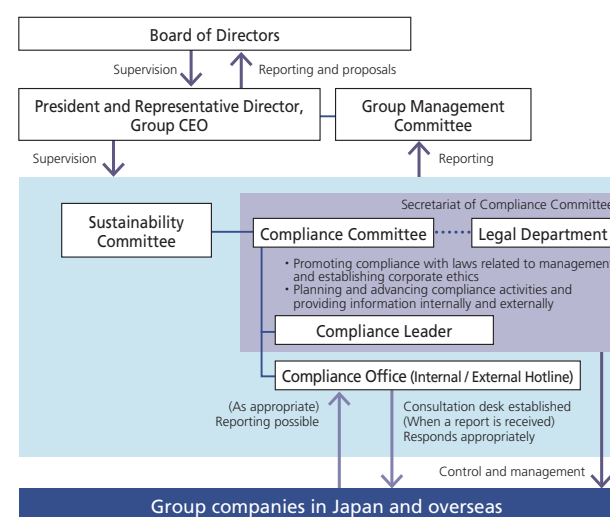 Board of Directors
Supervision
Reporting and proposals
President and Representative Director,
Group CEO
Group Management
Committee
Supervision
Reporting
Secretariat of Compliance Committee
Sustainability
Committee
Compliance Committee
Legal Department
• Promoting compliance with laws related to management
and establishing corporate ethics
• Planning and advancing compliance activities and
providing information internally and externally
Compliance Leader
Compliance Office (Internal / External Hotline)
(As appropriate)
Reporting possible
Consultation desk established
(When a report is received)
Responds appropriately
Control and management
Group companies in Japan and overseas